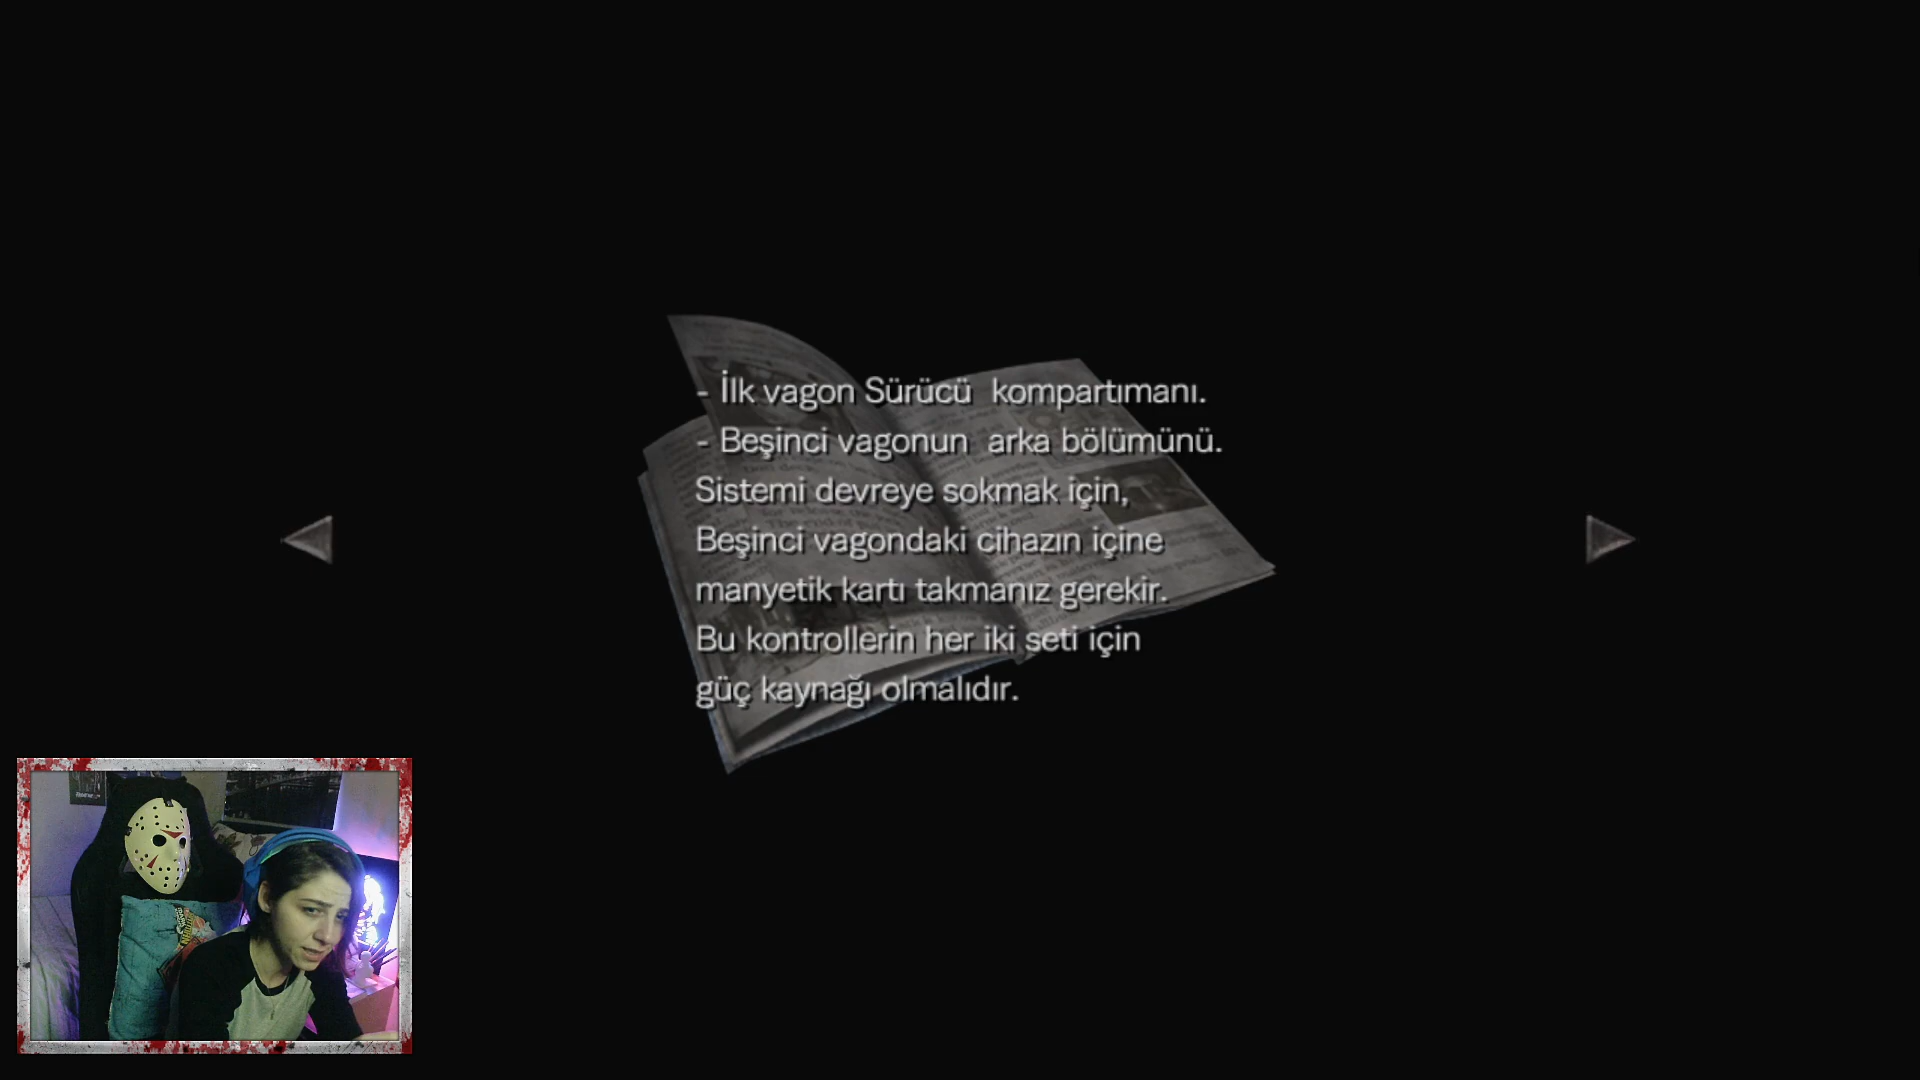 - İlk vagon Sürücü kompartımanı.
- Beşinci vagonun arka bölümünü.
Sistemi devreye sokmak için,
Beşinci vagondaki cihazın içine
manyetik kartı takmanız gerekir.
Bu kontrollerin her iki seti için
güç kaynağı olmalıdır.